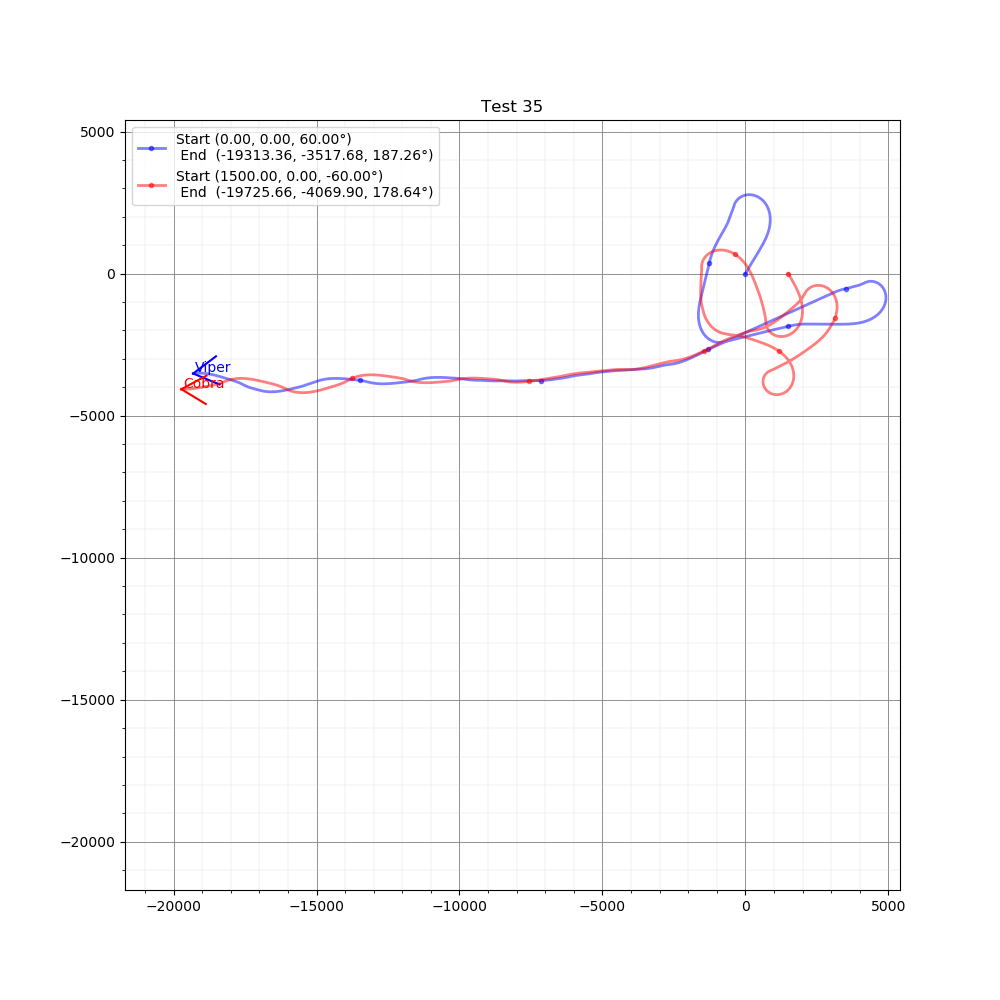 Test 35
Start (0.00, 0.00, 60.00°)
End  (-19313.36, -3517.68, 187.26°)
Start (1500.00, 0.00, -60.00°)
End  (-19725.66, -4069.90, 178.64°)
5000
0
−5000
−10000
−15000
−20000
Viper
Cobra
−20000 −15000 −10000 −5000 0 5000